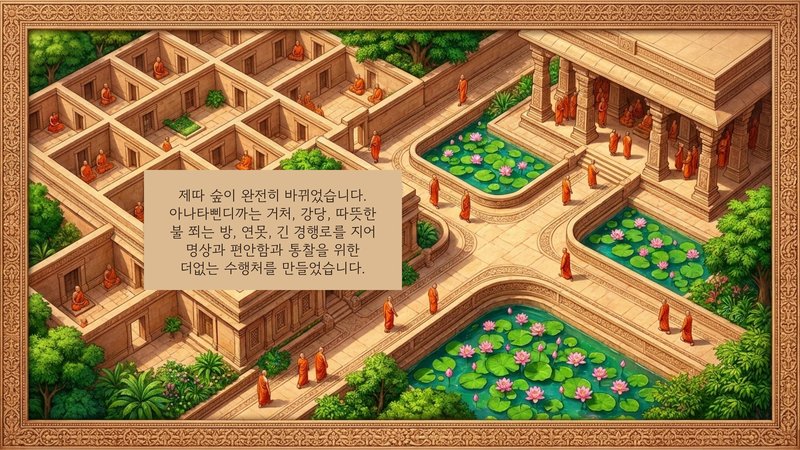 제따 숲이 완전히 바뀌었습니다.
아나타삔디까는 거처, 강당, 따뜻한
불 쬐는 방, 연못, 긴 경행로를 지어
명상과 편안함과 통찰을 위한
더없는 수행처를 만들었습니다.